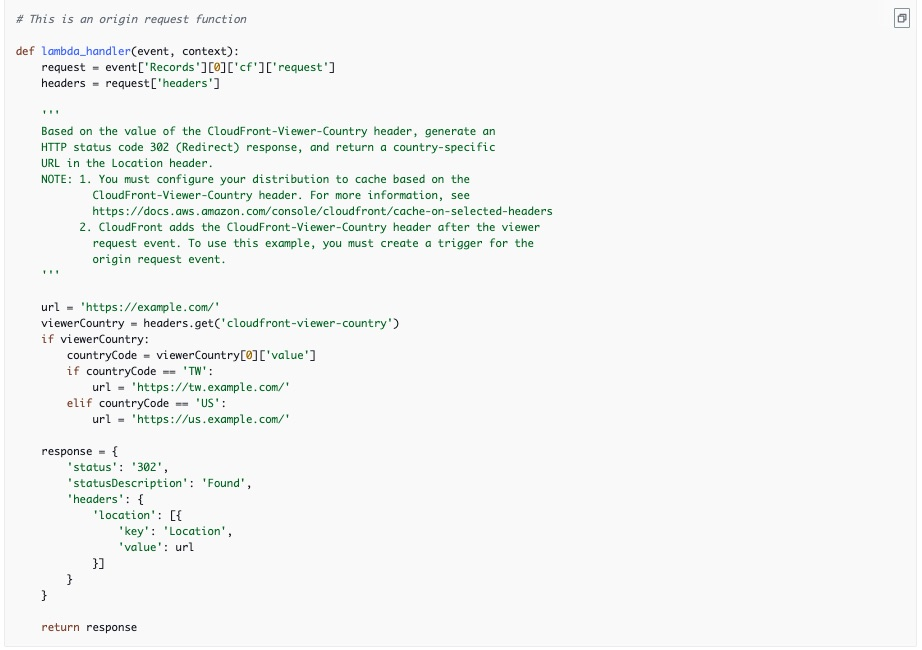 # This is an origin request function
def lambda_handler(event, context):
    request = event['Records'][0]['cf']['request']
    headers = request['headers']
    '''
    Based on the value of the CloudFront-Viewer-Country header, generate an
    HTTP status code 302 (Redirect) response, and return a country-specific
    URL in the Location header.
    NOTE: 1. You must configure your distribution to cache based on the
            CloudFront-Viewer-Country header. For more information, see
            https://docs.aws.amazon.com/console/cloudfront/cache-on-selected-headers
          2. CloudFront adds the CloudFront-Viewer-Country header after the viewer
            request event. To use this example, you must create a trigger for the
            origin request event.
    '''
    url = 'https://example.com/'
    viewerCountry = headers.get('cloudfront-viewer-country')
    if viewerCountry:
        countryCode = viewerCountry[0]['value']
        if countryCode == 'TW':
            url = 'https://tw.example.com/'
        elif countryCode == 'US':
            url = 'https://us.example.com/'
    response = {
        'status': '302',
        'statusDescription': 'Found',
        'headers': {
            'location': [{
                'key': 'Location',
                'value': url
            }]
        }
    }
    return response